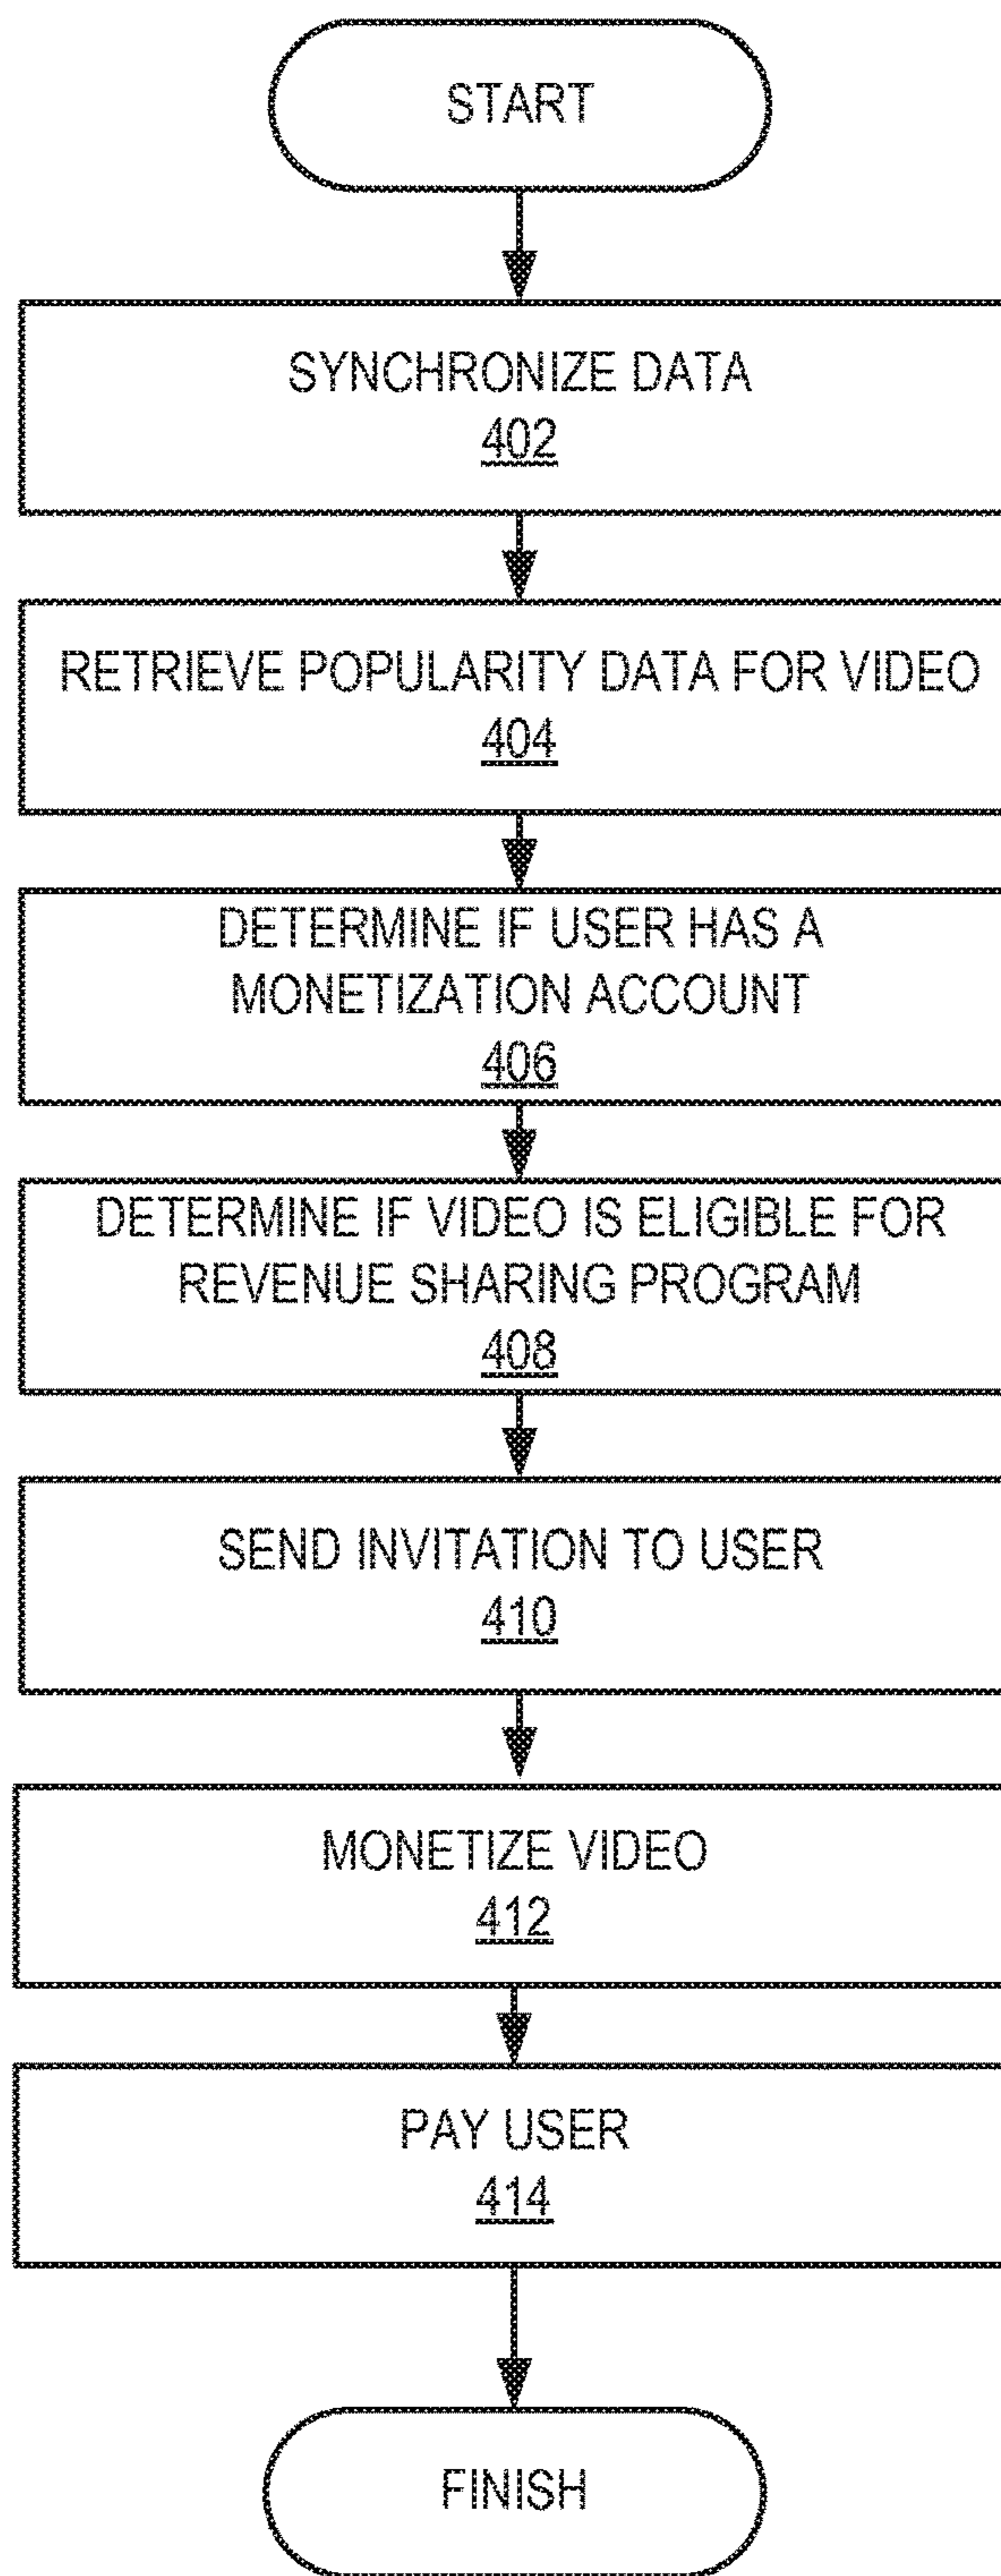 START
SYNCHRONIZE DATA
402
RETRIEVE POPULARITY DATA FOR VIDEO
404
DETERMINE IF USER HAS A
MONETIZATION ACCOUNT
406
DETERMINE IF VIDEO IS ELIGIBLE FOR
REVENUE SHARING PROGRAM
408
SEND INVITATION TO USER
410
MONETIZE VIDEO
412
PAY USER
414
FINISH